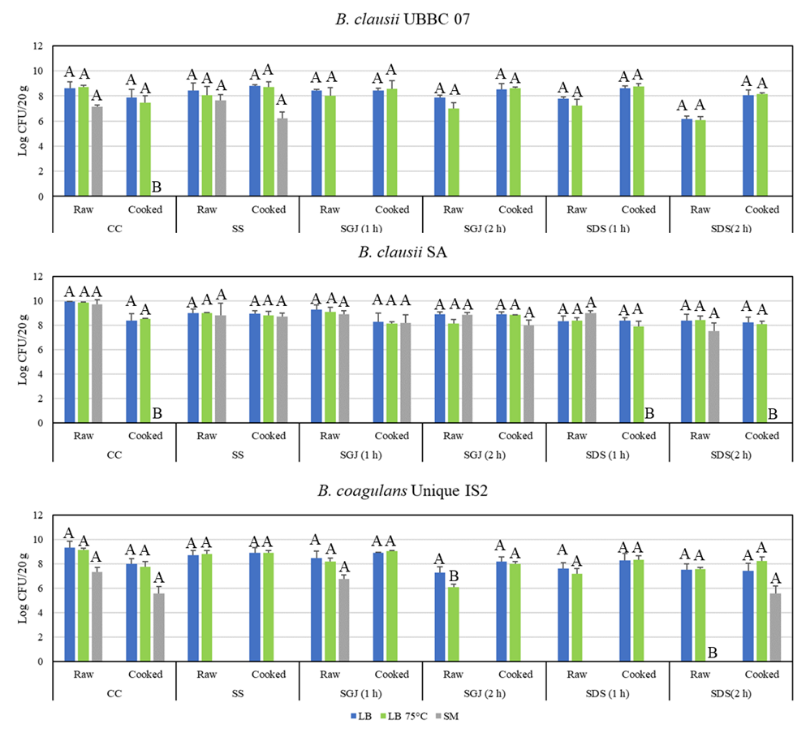 B. clausii UBBC 07
Log CFU/20 g
12
10
8
6
4
2
0
A A A A A B A A A A A A A A A A A A A A A A A A A A A
Raw Cooked Raw Cooked Raw Cooked Raw Cooked Raw Cooked Raw Cooked
CC SS SGJ (1 h) SGJ (2 h) SDS (1 h) SDS(2 h)
B. clausii SA
Log CFU/20 g
12
10
8
6
4
2
0
A A A A A B A A A A A A A A A A A A A A A A A A A A A A A B A A A A A B
Raw Cooked Raw Cooked Raw Cooked Raw Cooked Raw Cooked Raw Cooked
CC SS SGJ (1 h) SGJ (2 h) SDS (1 h) SDS(2 h)
B. coagulans Unique IS2
Log CFU/20 g
12
10
8
6
4
2
0
A A A A A A A A A A A A A A A A B A A A A A A A A B A A A
Raw Cooked Raw Cooked Raw Cooked Raw Cooked Raw Cooked Raw Cooked
CC SS SGJ (1 h) SGJ (2 h) SDS (1 h) SDS(2 h)
LB LB 75°C SM